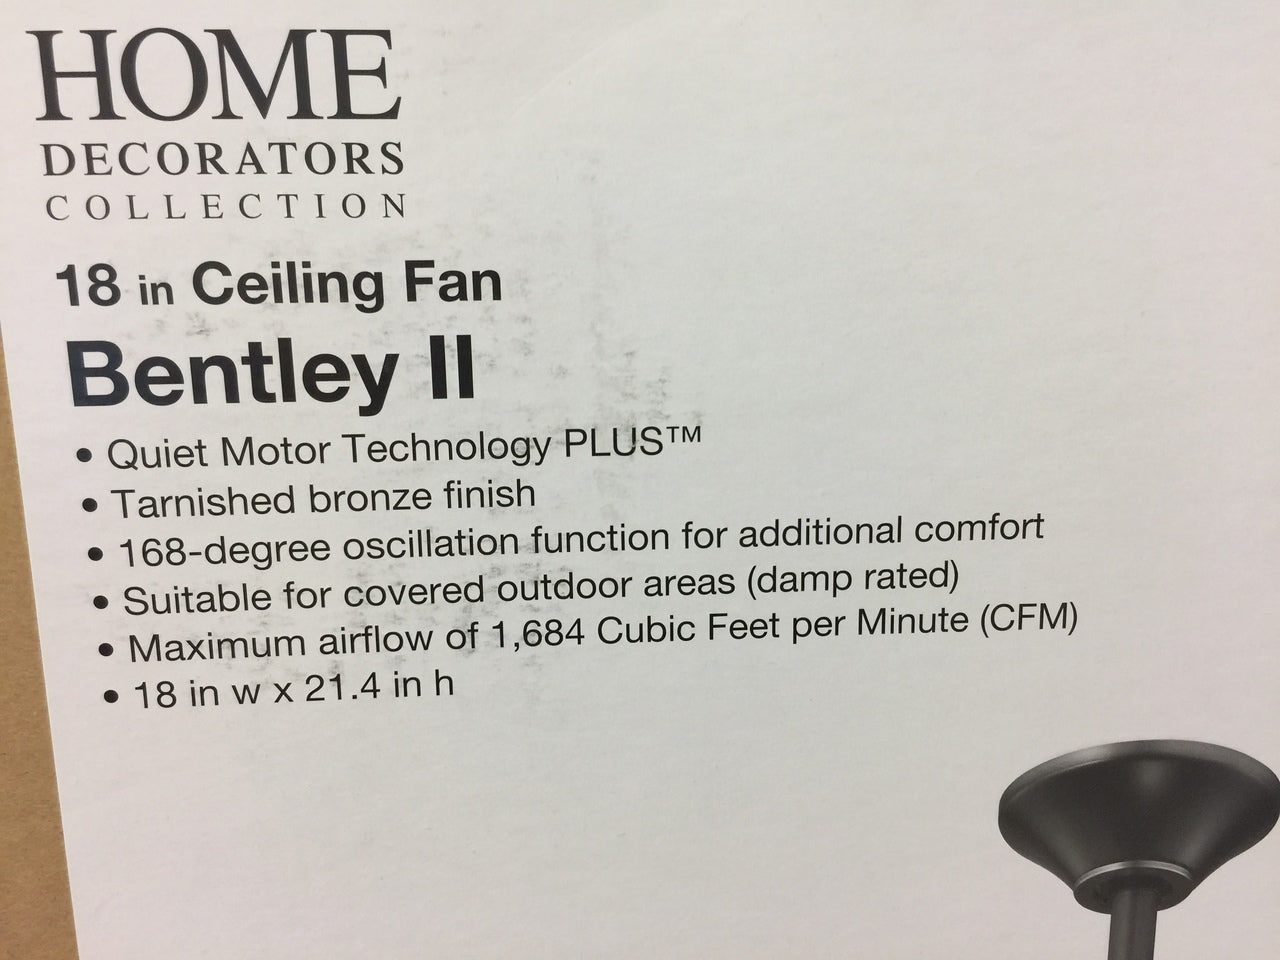 HOME
DECORATORS
COLLECTION
18 in Ceiling Fan
Bentley II
• Quiet Motor Technology PLUS™
• Tarnished bronze finish
• 168-degree oscillation function for additional comfort
• Suitable for covered outdoor areas (damp rated)
• Maximum airflow of 1,684 Cubic Feet per Minute (CFM)
• 18 in w x 21.4 in h